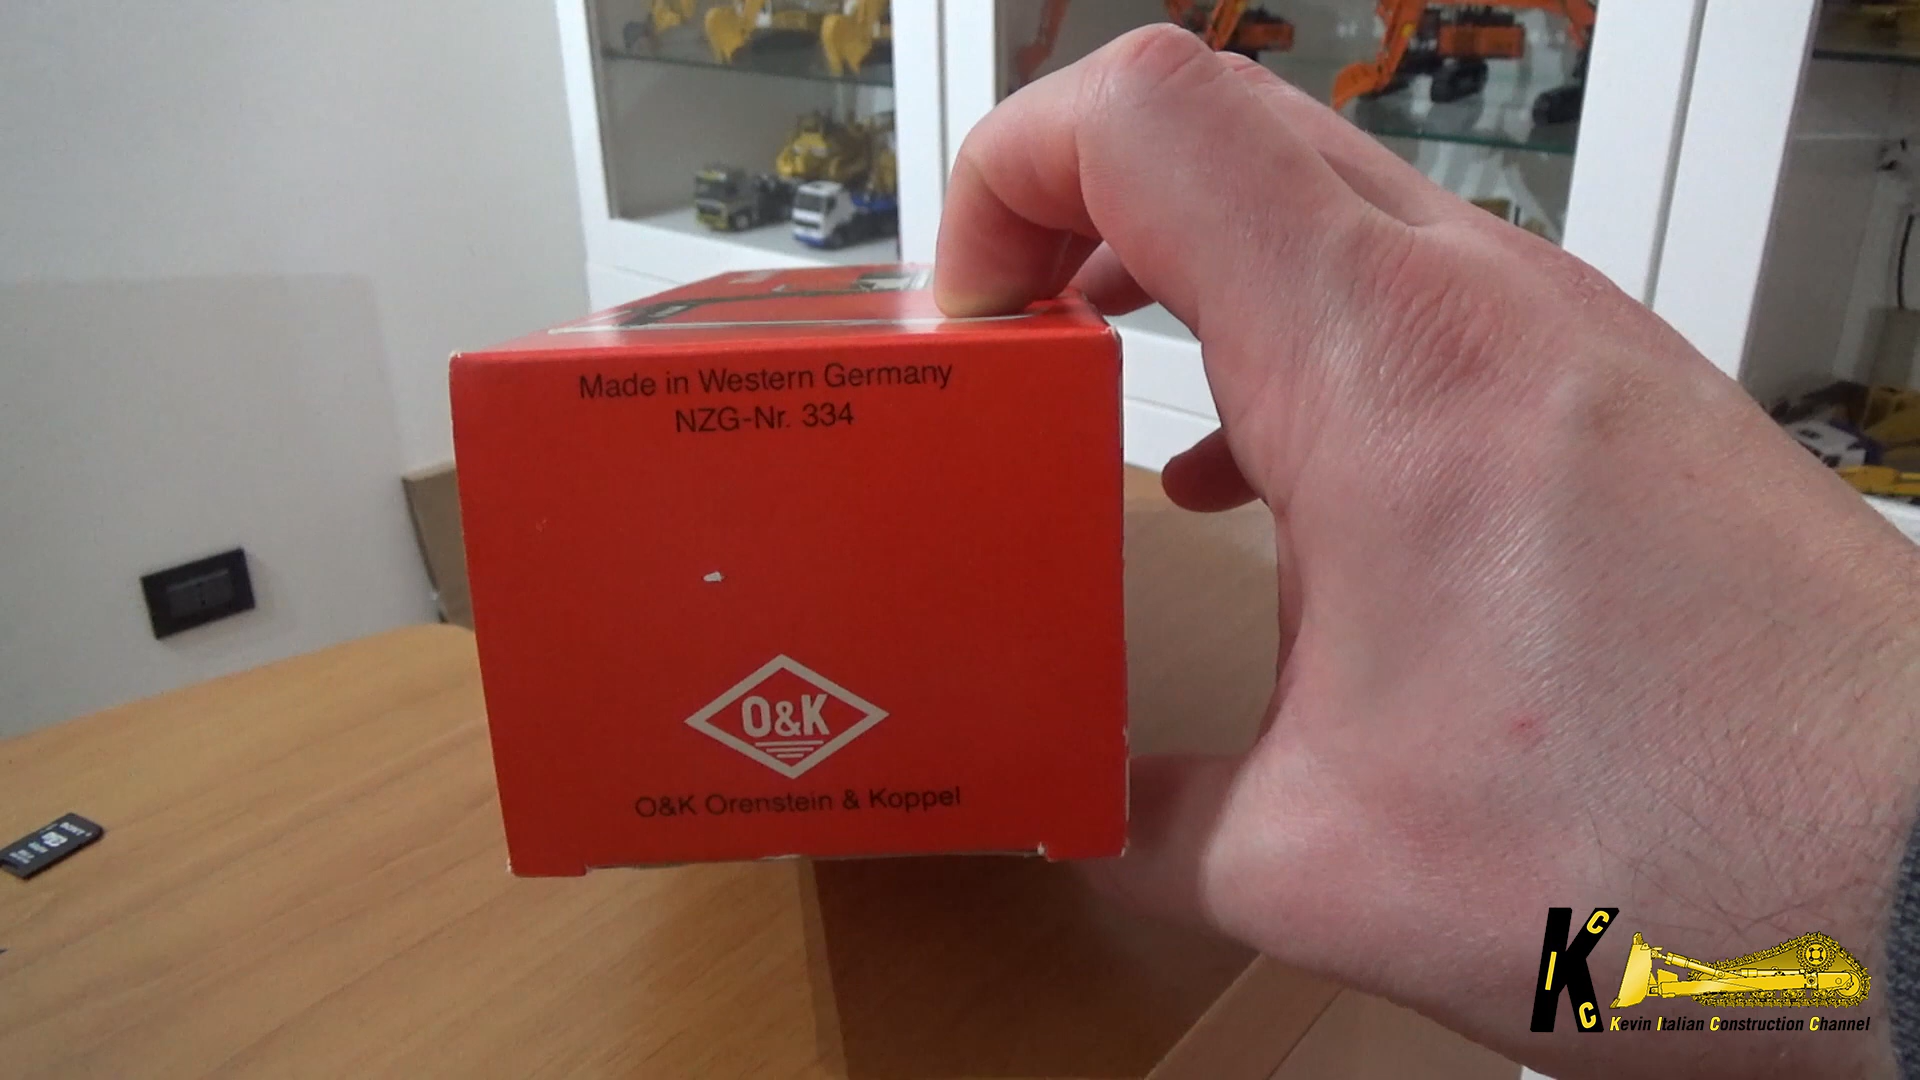 Made in Western Germany
NZG-Nr. 334
O&K
O&K Orenstein & Koppel
KICC
Kevin Italian Construction Channel